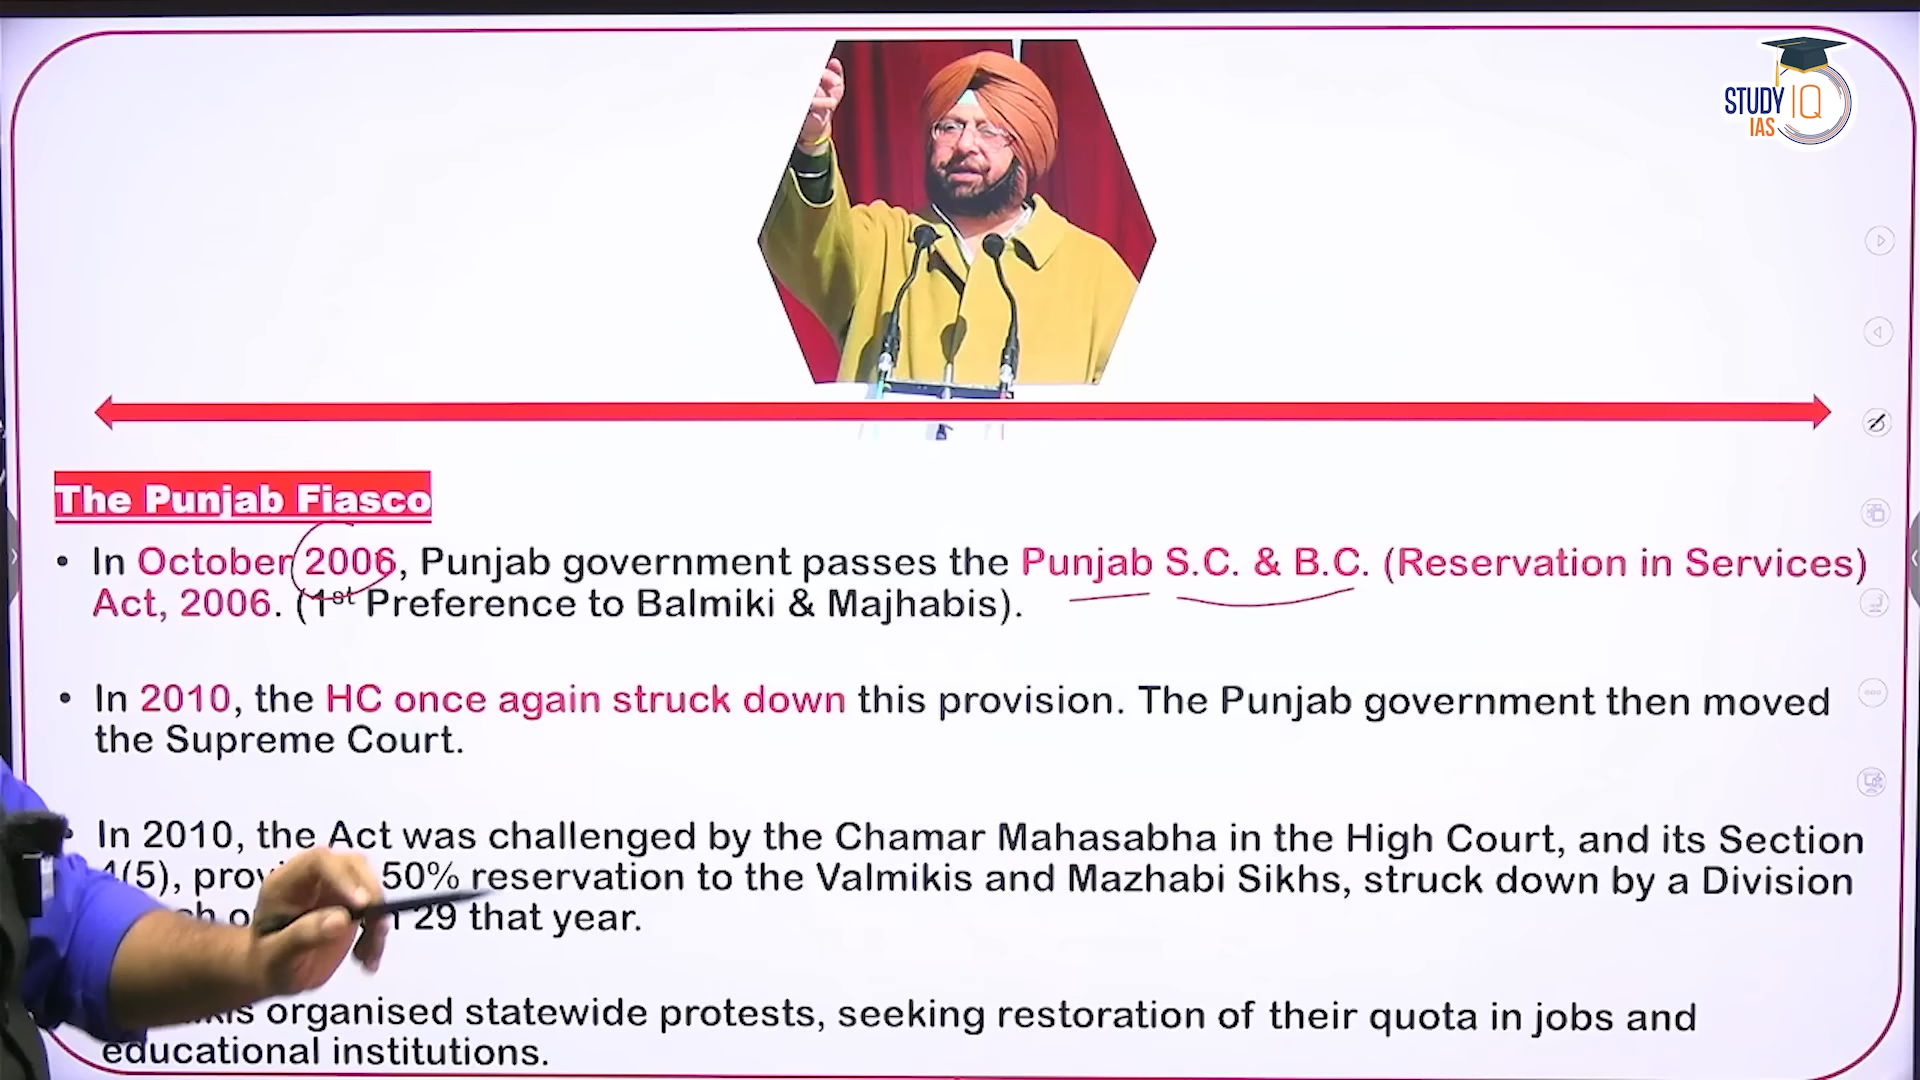 STUDY IQ
IAS
The Punjab Fiasco
• In October 2006, Punjab government passes the Punjab S.C. & B.C. (Reservation in Services)
Act, 2006. (1st Preference to Balmiki & Majhabis).
• In 2010, the HC once again struck down this provision. The Punjab government then moved
the Supreme Court.
• In 2010, the Act was challenged by the Chamar Mahasabha in the High Court, and its Section
4(5), 50% reservation to the Valmikis and Mazhabi Sikhs, struck down by a Division
29 that year.
organised statewide protests, seeking restoration of their quota in jobs and
educational institutions.